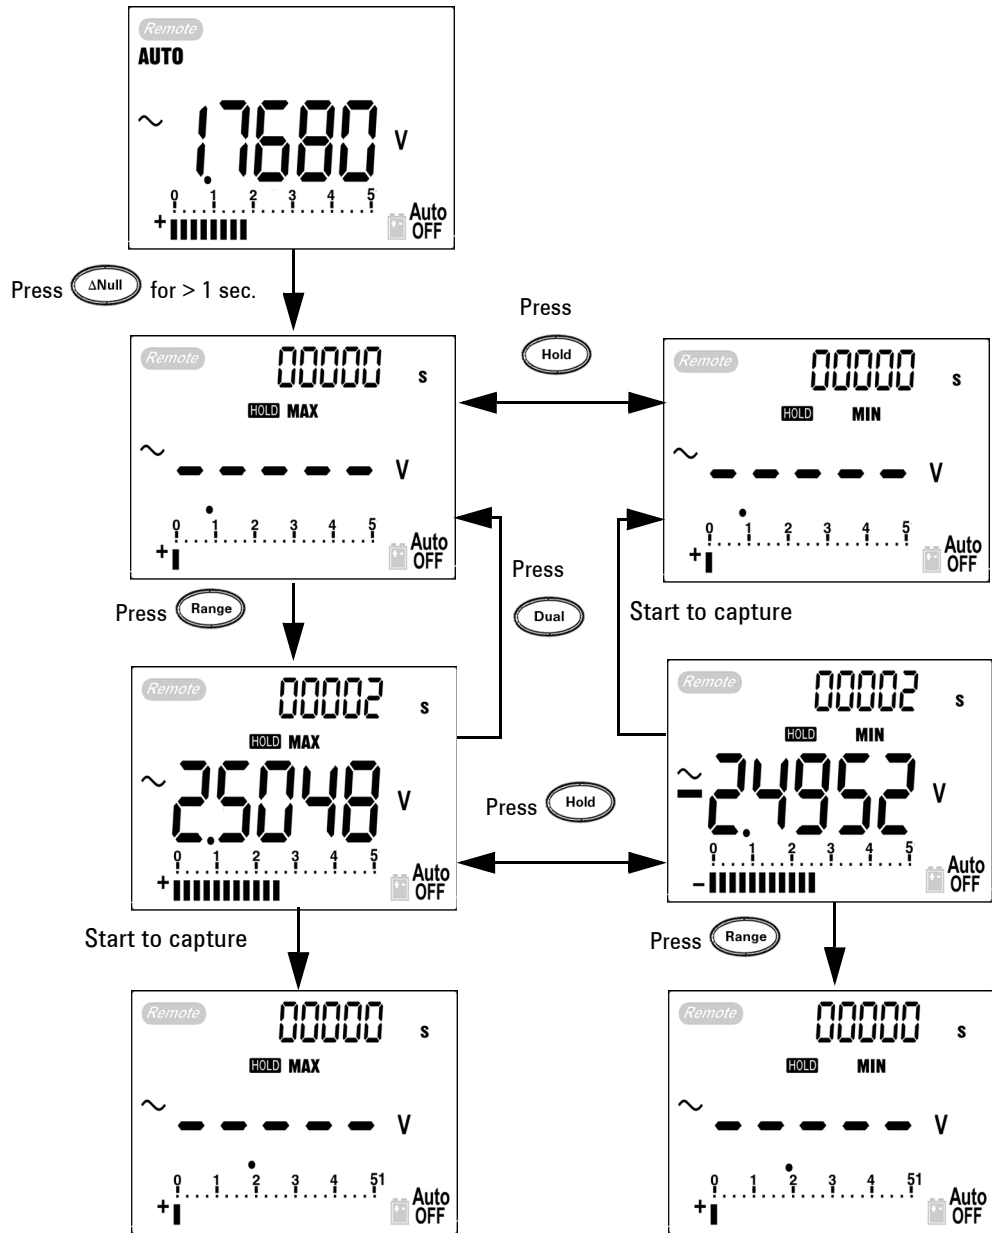 Remote
AUTO
~ 1.7680 V
0 1 2 3 4 5
+
Auto
OFF
Press ΔNull for > 1 sec.
Press
Hold
Remote
00000 s
HOLD MAX
~ - - - - - V
.
0 1 2 3 4 5
+
Auto
OFF
Remote
00000 s
HOLD MIN
~ - - - - - V
.
0 1 2 3 4 5
+
Auto
OFF
Press Range
Press
Dual
Start to capture
Remote
00002 s
HOLD MAX
~ 2.5048 V
0 1 2 3 4 5
+
Auto
OFF
Press Hold
Remote
00002 s
HOLD MIN
~ -2.4952 V
0 1 2 3 4 5
–
Auto
OFF
Start to capture
Press Range
Remote
00000 s
HOLD MAX
~ - - - - - V
.
0 1 2 3 4 51
+
Auto
OFF
Remote
00000 s
HOLD MIN
~ - - - - - V
.
0 1 2 3 4 51
+
Auto
OFF